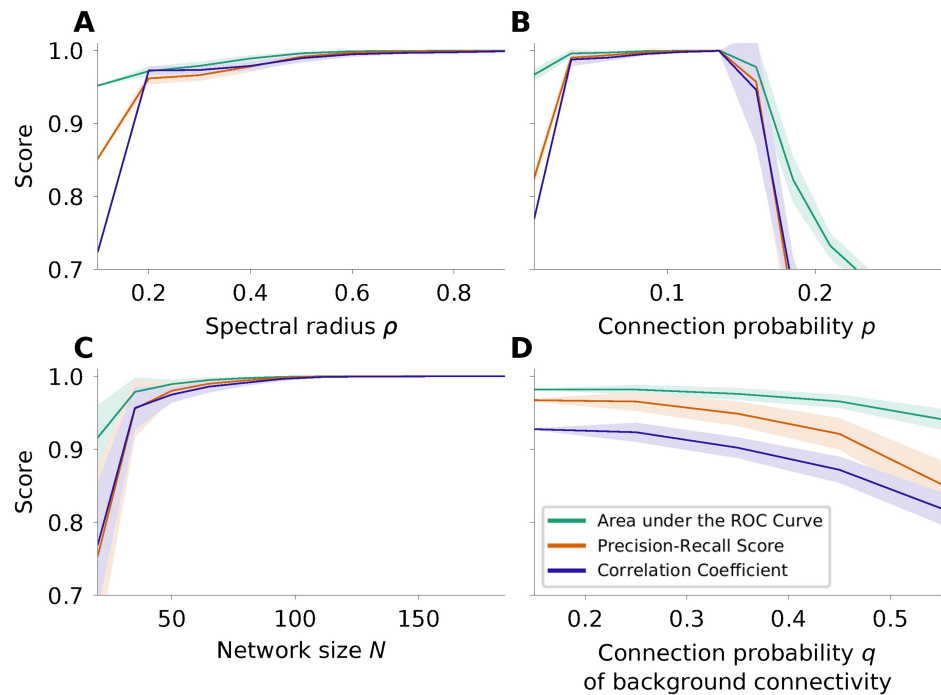 A
1.0
0.9
0.8
0.7
Score
0.2 0.4 0.6 0.8
Spectral radius ρ
B
0.1 0.2
Connection probability p
C
1.0
0.9
0.8
0.7
Score
50 100 150
Network size N
D
Area under the ROC Curve
Precision-Recall Score
Correlation Coefficient
0.2 0.3 0.4 0.5
Connection probability q
of background connectivity